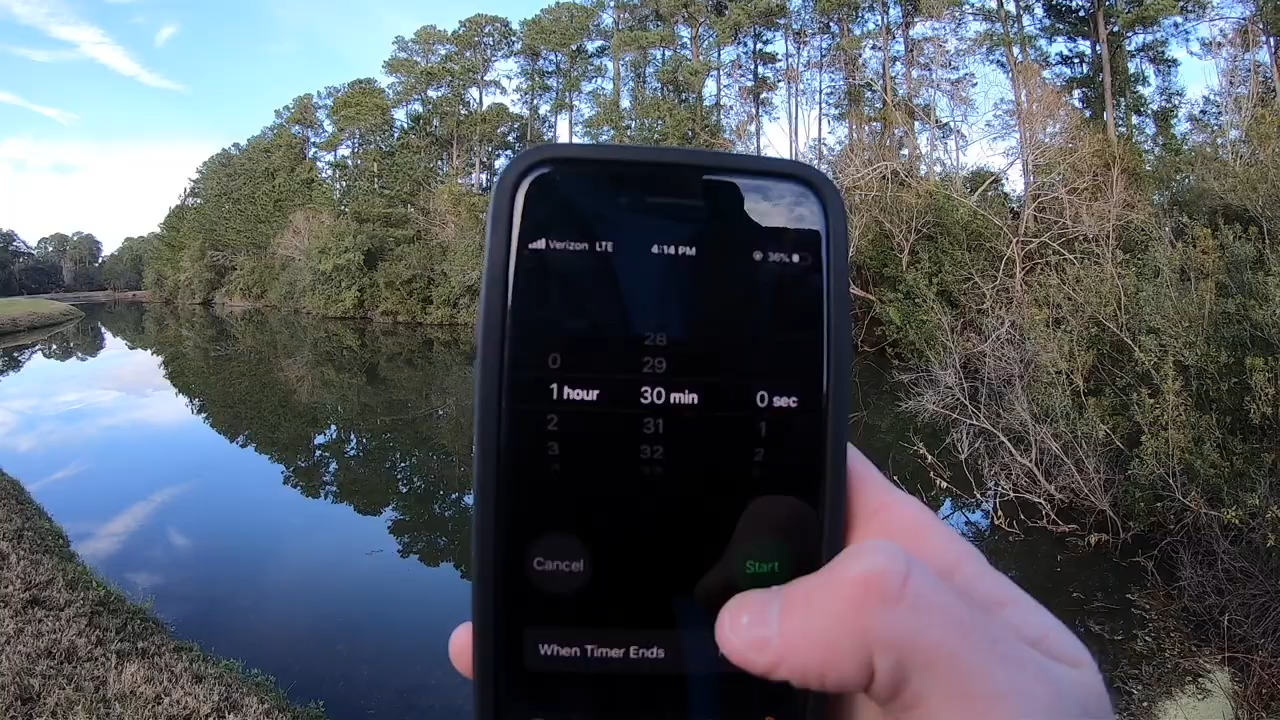 Verizon LTE 4:14 PM 36%
28
0 29
1 hour 30 min 0 sec
2 31 1
3 32 2
Cancel Start
When Timer Ends